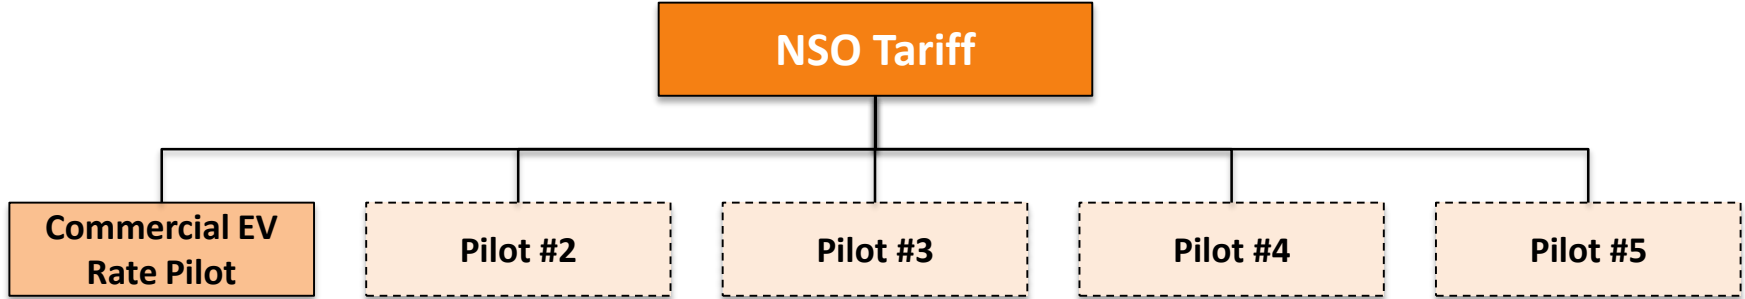 NSO Tariff
Commercial EV
Rate Pilot
Pilot #2
Pilot #3
Pilot #4
Pilot #5